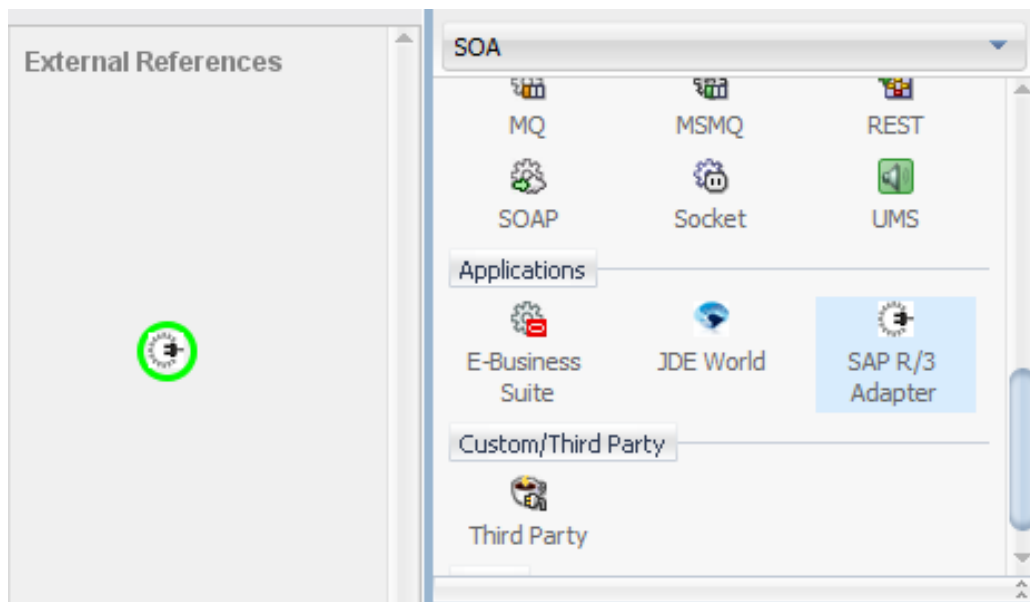 External References
SOA
MQ
MSMQ
REST
SOAP
Socket
UMS
Applications
E-Business
Suite
JDE World
SAP R/3
Adapter
Custom/Third Party
Third Party